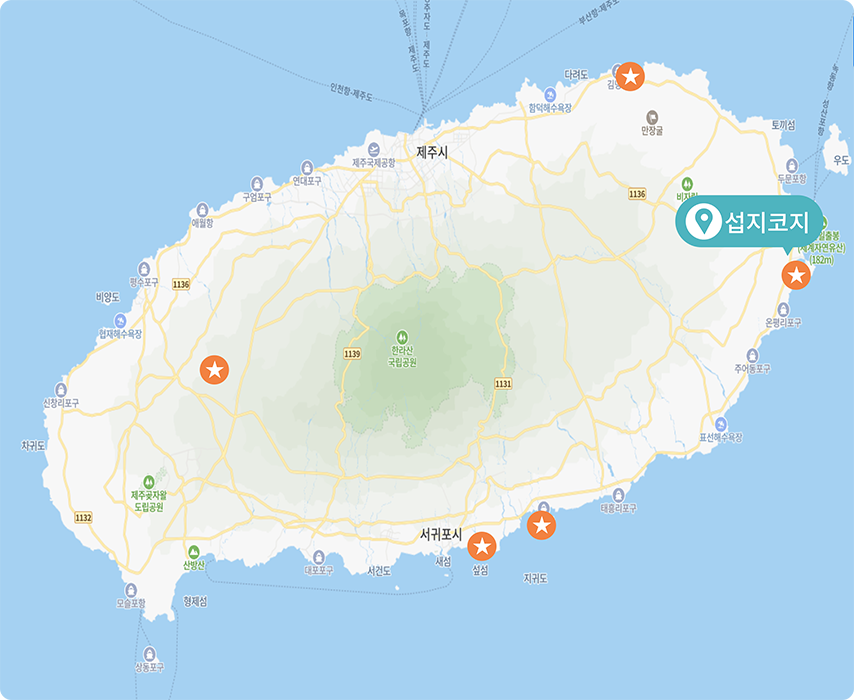 목포항-제주도
추자도-제주도
부산항-제주도
인천항-제주도
녹동항-성산포항
다려도
김녕
함덕해수욕장
만장굴
토끼섬
제주시
제주국제공항
우도
연대포구
두문포항
구엄포구
비자림
1136
애월항
섭지코지
일출봉
(세계자연유산)
(182m)
평수포구
1136
비양도
온평리포구
협재해수욕장
한라산
국립공원
1139
주어동포구
1131
신창리포구
표선해수욕장
차귀도
제주곶자왈
도립공원
태흥리포구
1132
서귀포시
산방산
대포포구
서건도
새섬
섶섬
지귀도
모슬포항
형제섬
상동포구